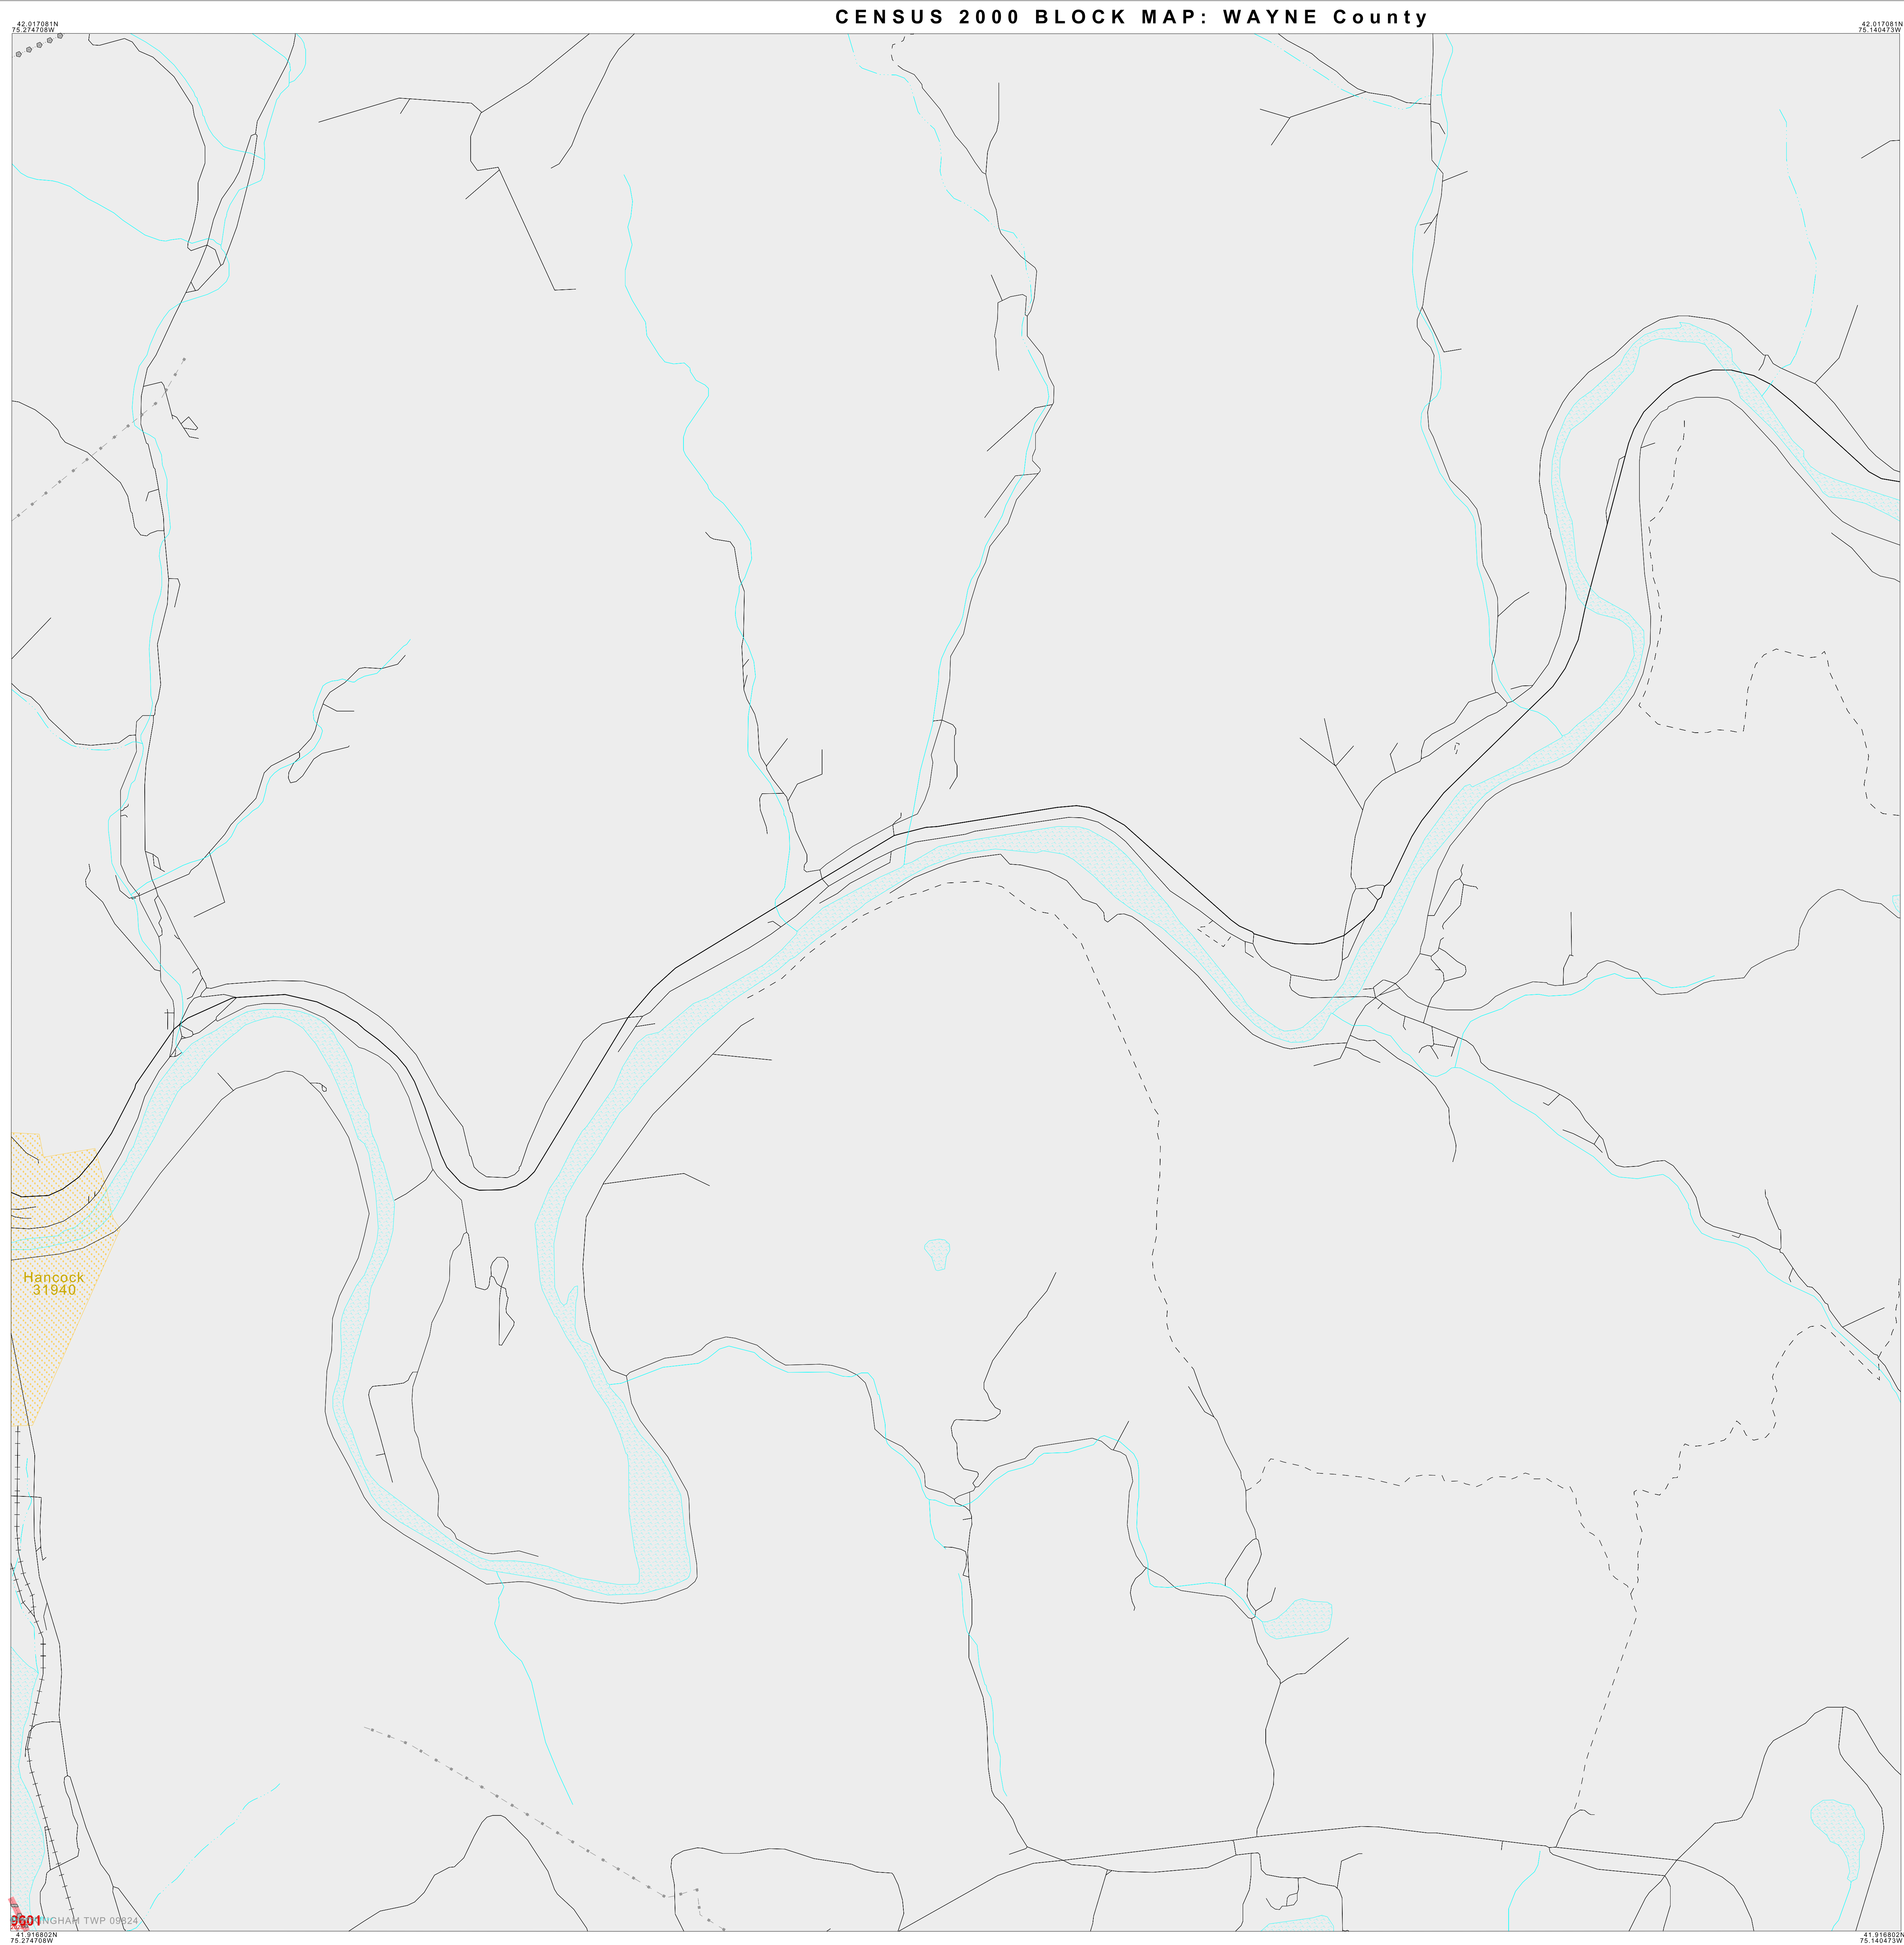 CENSUS 2000 BLOCK MAP: WAYNE County
42.017081N
75.274708W
42.017081N
75.140473W
Hancock
31940
9601
NGHAM TWP 09824
41.916802N
75.274708W
41.916802N
75.140473W